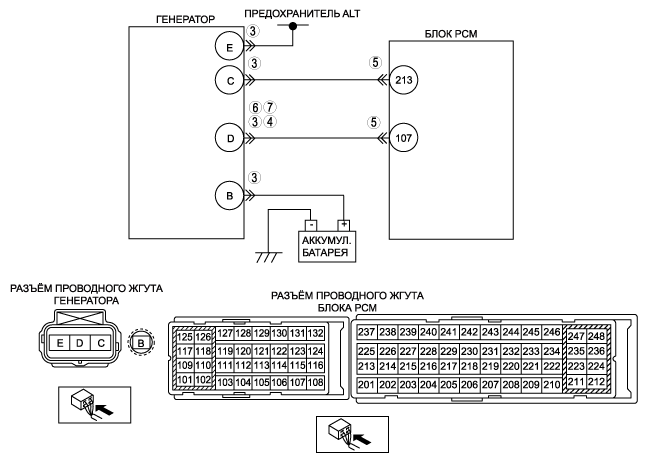 ГЕНЕРАТОР
ПРЕДОХРАНИТЕЛЬ ALT
БЛОК PCM
E
3
C
3
5
213
6 7
3 4
D
5
107
B
3
- +
АККУМУЛ.
БАТАРЕЯ
РАЗЪЁМ ПРОВОДНОГО ЖГУТА
ГЕНЕРАТОРА
E D C
B
РАЗЪЁМ ПРОВОДНОГО ЖГУТА
БЛОКА PCM
125 126 127 128 129 130 131 132
117 118 119 120 121 122 123 124
109 110 111 112 113 114 115 116
101 102 103 104 105 106 107 108
237 238 239 240 241 242 243 244 245 246 247 248
225 226 227 228 229 230 231 232 233 234 235 236
213 214 215 216 217 218 219 220 221 222 223 224
201 202 203 204 205 206 207 208 209 210 211 212